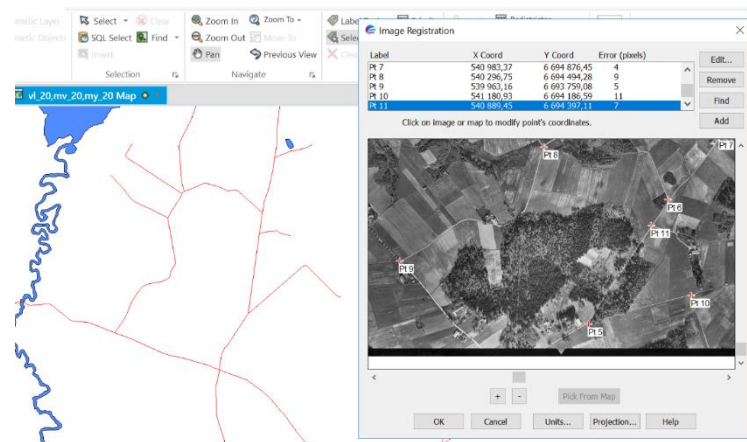 Select Clear Zoom In Zoom To
SQL Select Find Zoom Out Move To
Invert Pan Previous View
Selection Navigate
vl_20,mv_20,my_20 Map
Image Registration
Label X Coord Y Coord Error (pixels)
Pt 7 540 983,37 6 694 876,45 4
Pt 8 540 296,75 6 694 494,28 9
Pt 9 539 963,16 6 693 759,08 5
Pt 10 541 180,93 6 694 186,59 11
Pt 11 540 889,45 6 694 397,11 7
Edit...
Remove
Find
Add
Click on Image or map to modify point's coordinates.
Pt 7
Pt 8
Pt 6
Pt 11
Pt 9
Pt 10
Pt 5
+ - Pick From Map
OK Cancel Units... Projection... Help